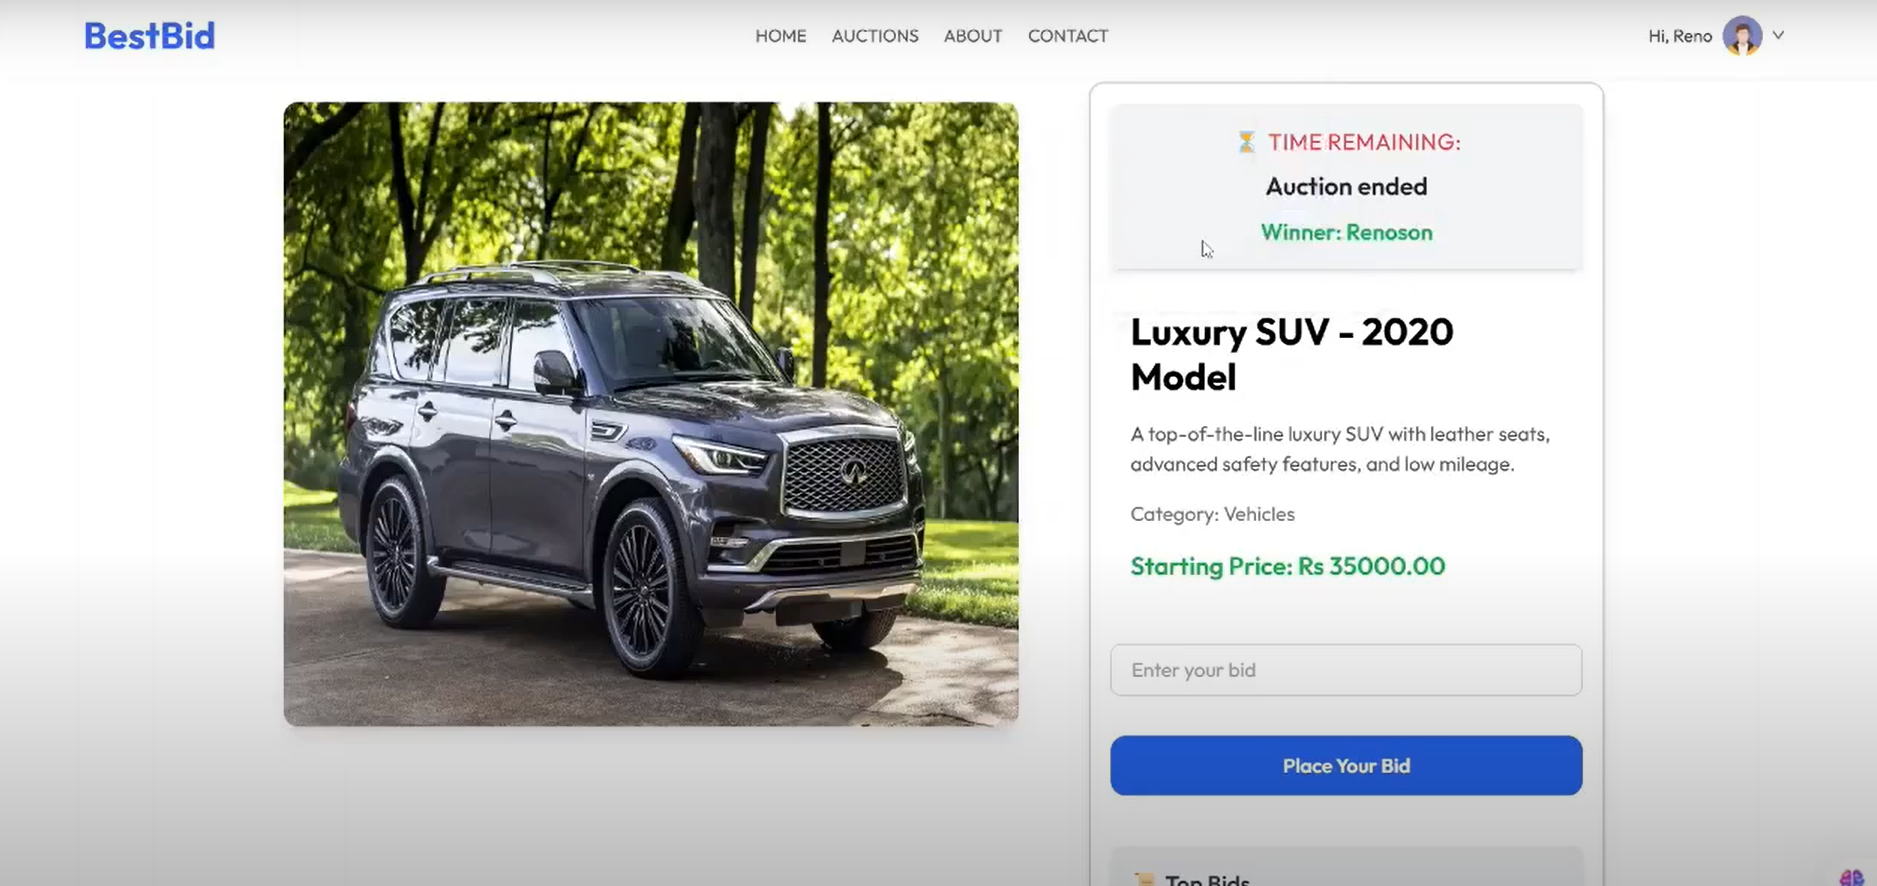 BestBid
HOME AUCTIONS ABOUT CONTACT
Hi, Reno
TIME REMAINING:
Auction ended
Winner: Renoson
Luxury SUV - 2020
Model
A top-of-the-line luxury SUV with leather seats,
advanced safety features, and low mileage.
Category: Vehicles
Starting Price: Rs 35000.00
Enter your bid
Place Your Bid
Top Bids